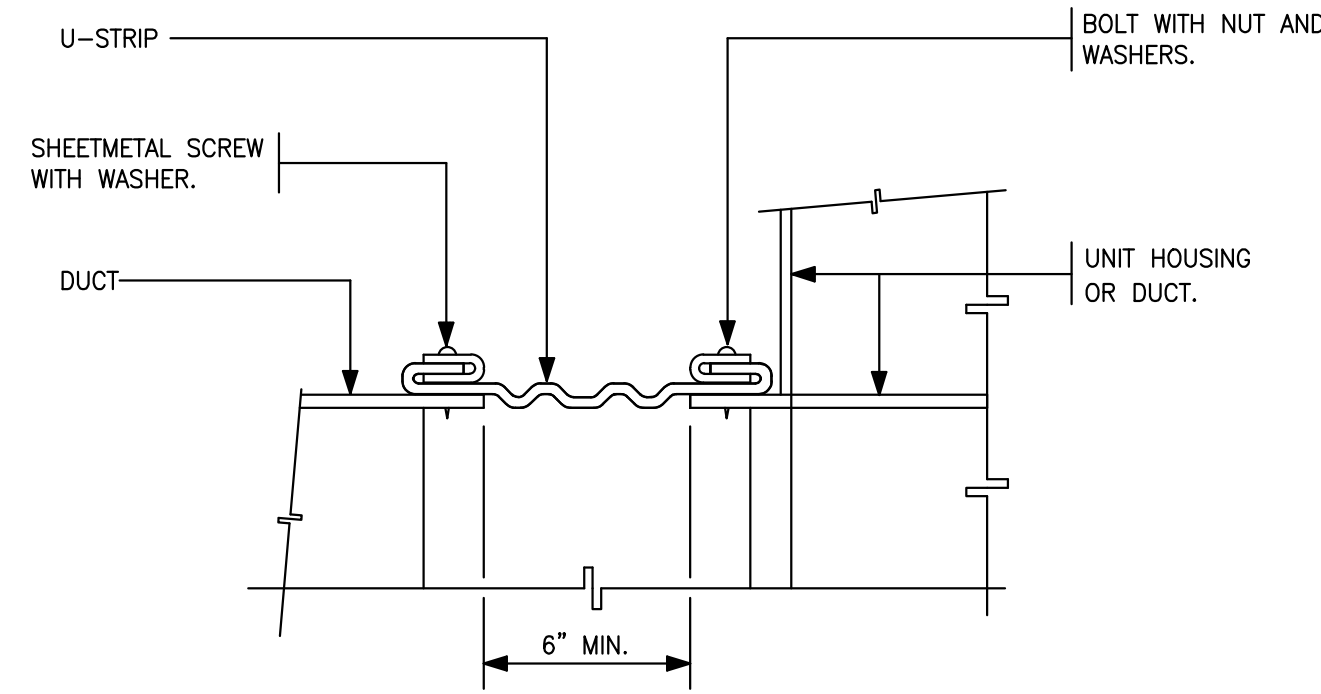 U-STRIP
BOLT WITH NUT AND
WASHERS.
SHEETMETAL SCREW
WITH WASHER.
DUCT
UNIT HOUSING
OR DUCT.
6" MIN.